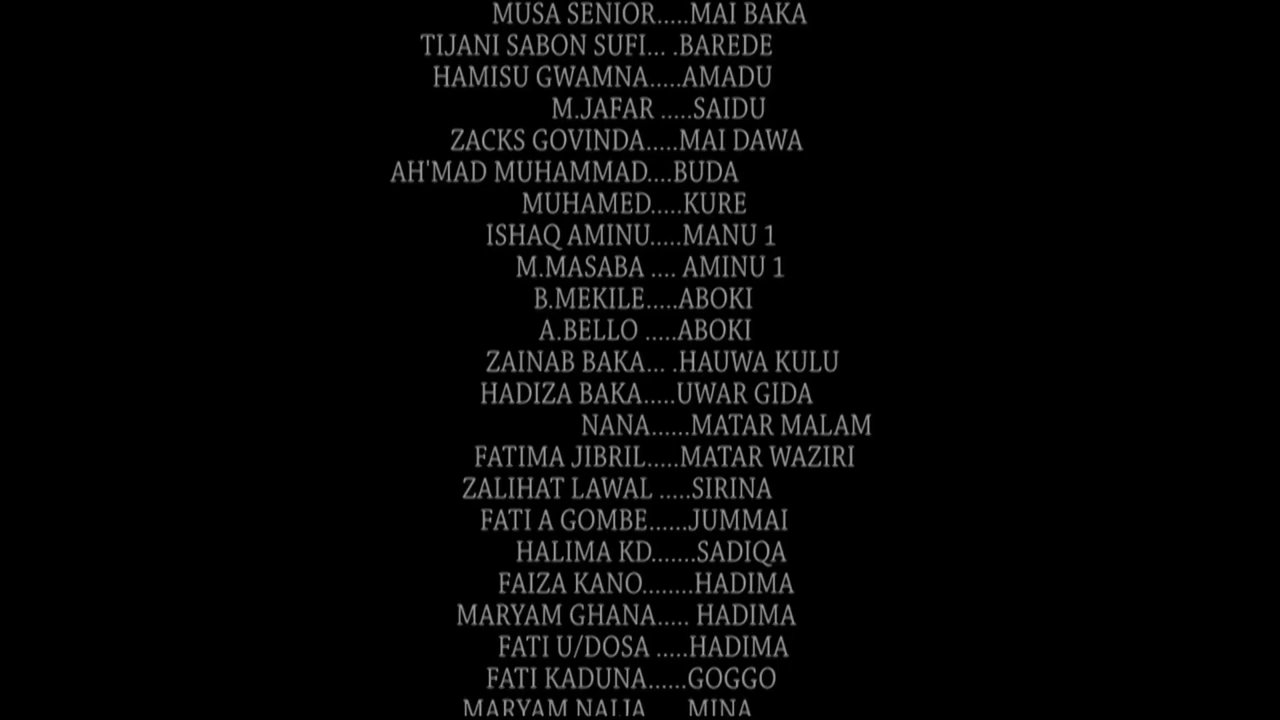 MUSA SENIOR.....MAI BAKA
TIJANI SABON SUFI... .BAREDE
HAMISU GWAMNA.....AMADU
M.JAFAR .....SAIDU
ZACKS GOVINDA.....MAI DAWA
AH'MAD MUHAMMAD....BUDA
MUHAMED.....KURE
ISHAQ AMINU.....MANU 1
M.MASABA .... AMINU 1
B.MEKILE.....ABOKI
A.BELLO .....ABOKI
ZAINAB BAKA... .HAUWA KULU
HADIZA BAKA.....UWAR GIDA
NANA......MATAR MALAM
FATIMA JIBRIL.....MATAR WAZIRI
ZALIHAT LAWAL .....SIRINA
FATI A GOMBE......JUMMAI
HALIMA KD.......SADIQA
FAIZA KANO........HADIMA
MARYAM GHANA..... HADIMA
FATI U/DOSA .....HADIMA
FATI KADUNA......GOGGO
MARYAM NAIJA MINA